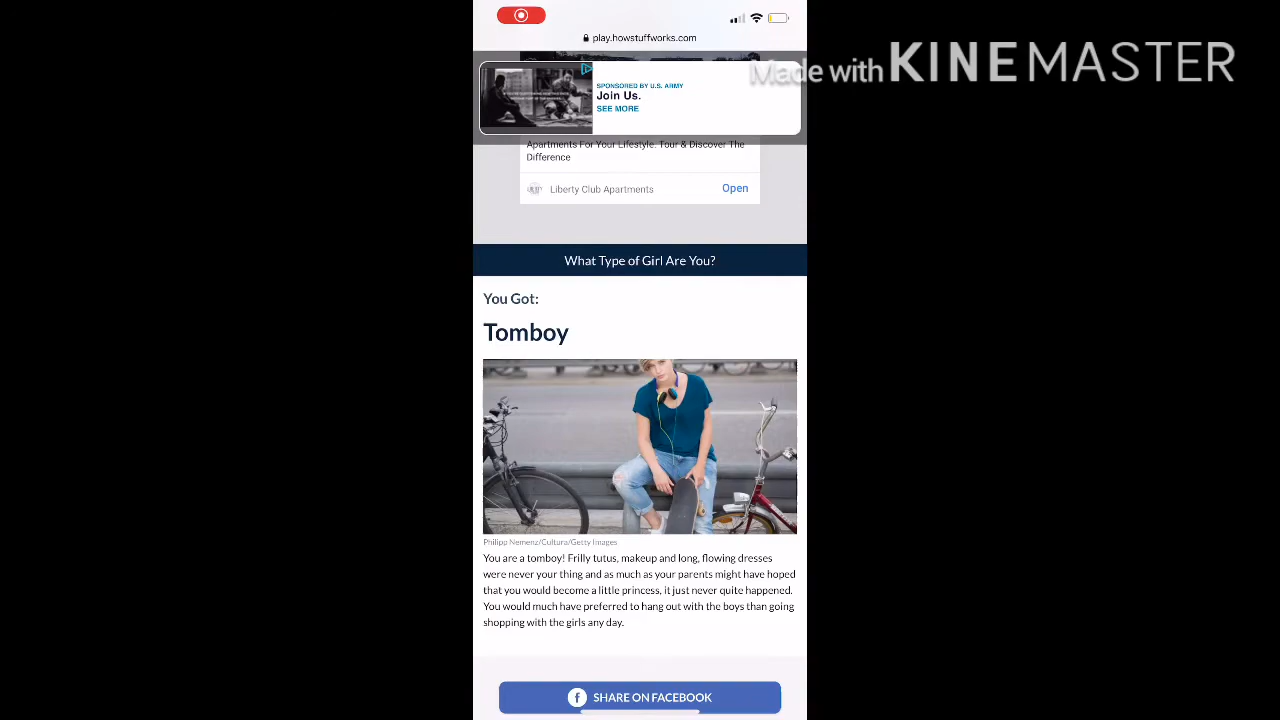 play.howstuffworks.com
Made with KINEMASTER
SPONSORED BY U.S. ARMY
Join Us.
SEE MORE
Apartments For Your Lifestyle. Tour & Discover The
Difference
Liberty Club Apartments
Open
What Type of Girl Are You?
You Got:
Tomboy
Philipp Nemenz/Cultura/Getty Images
You are a tomboy! Frilly tutus, makeup and long, flowing dresses
were never your thing and as much as your parents might have hoped
that you would become a little princess, it just never quite happened.
You would much have preferred to hang out with the boys than going
shopping with the girls any day.
f SHARE ON FACEBOOK